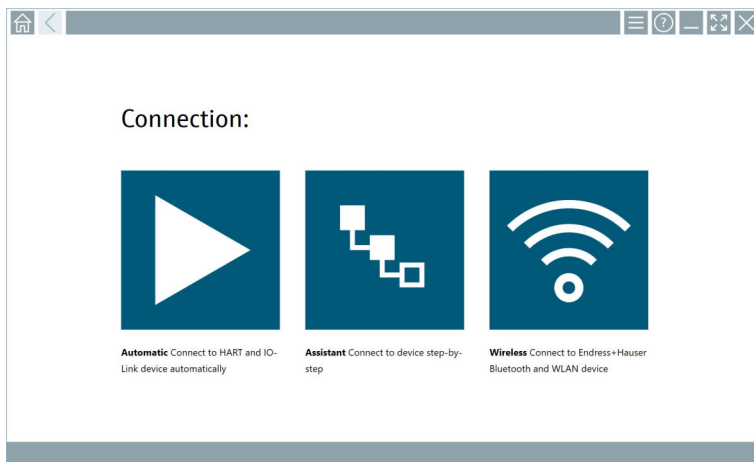 Connection:
Automatic Connect to HART and IO-
Link device automatically
Assistant Connect to device step-by-
step
Wireless Connect to Endress+Hauser
Bluetooth and WLAN device